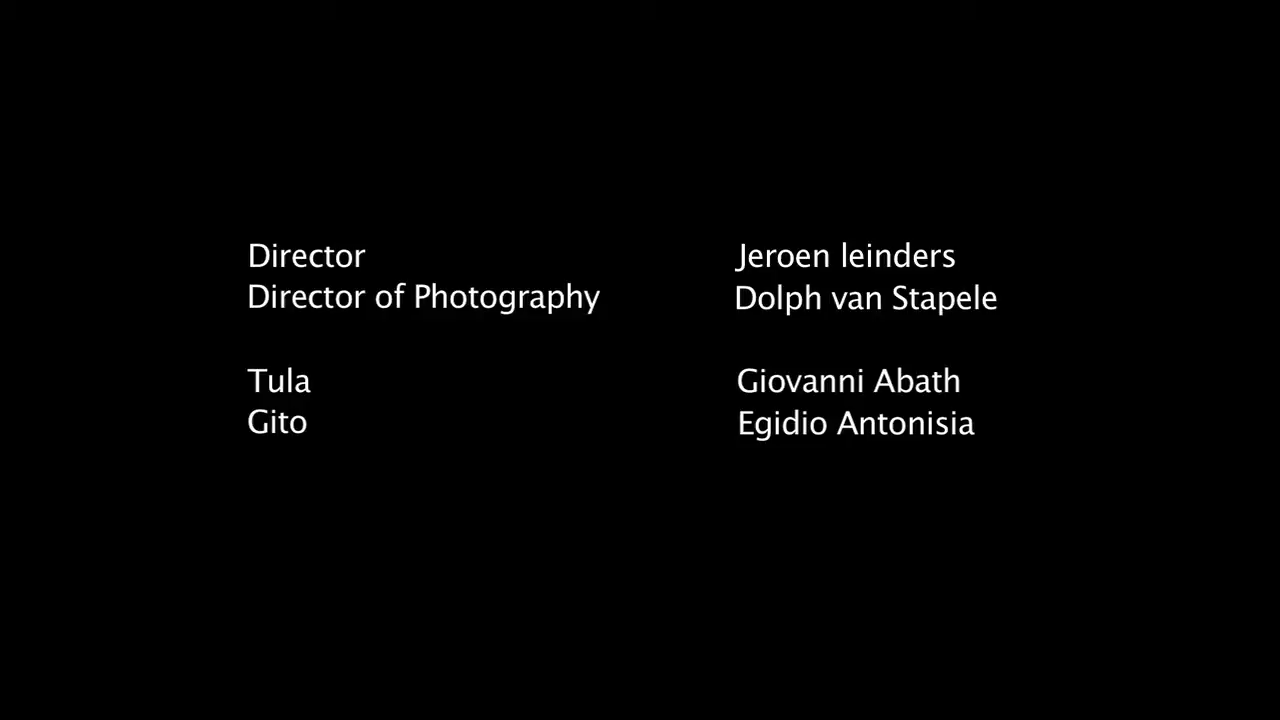 Director Jeroen leinders
Director of Photography Dolph van Stapele
Tula Giovanni Abath
Gito Egidio Antonisia